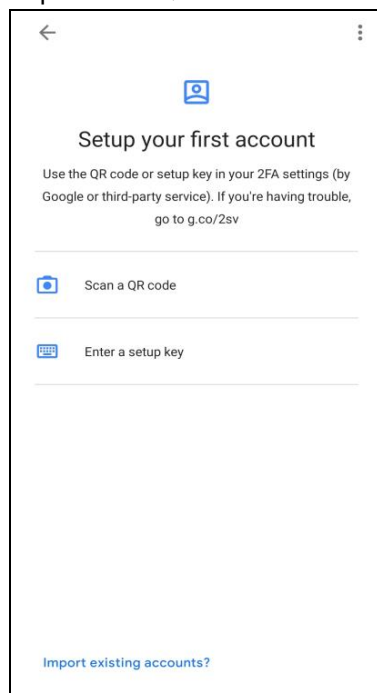 Setup your first account
Use the QR code or setup key in your 2FA settings (by
Google or third-party service). If you're having trouble,
go to g.co/2sv
Scan a QR code
Enter a setup key
Import existing accounts?